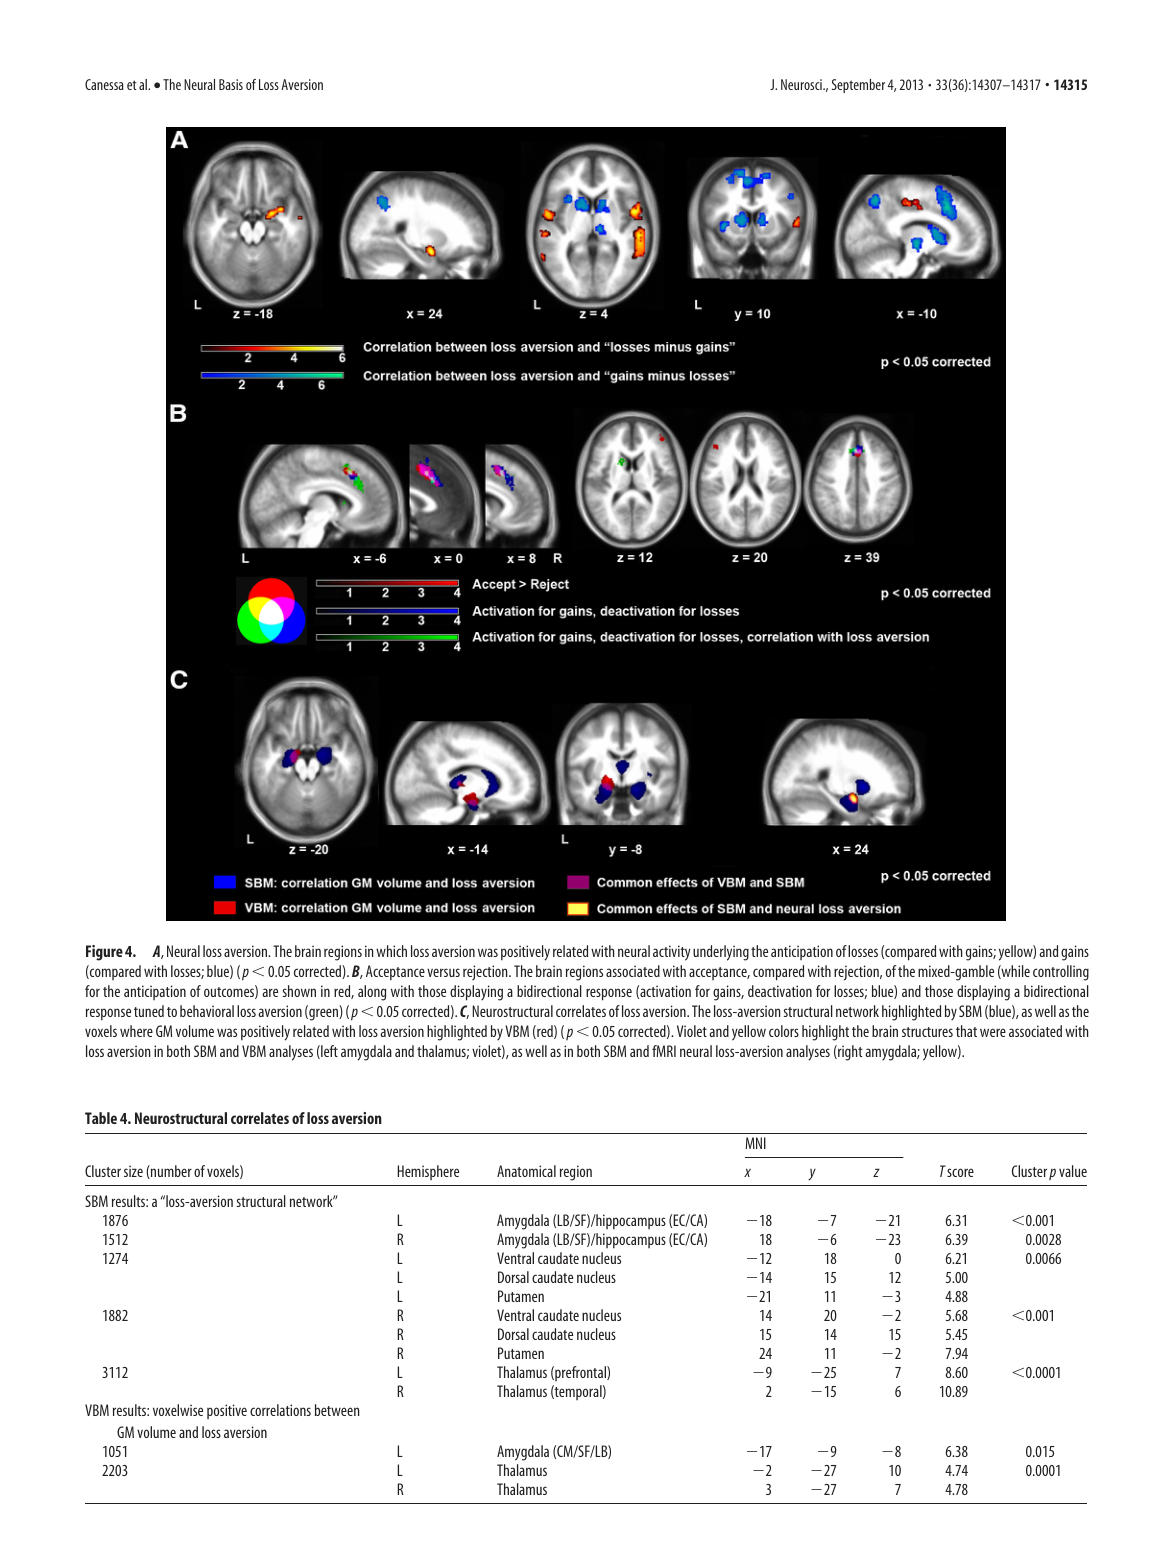 Canessa et al. • The Neural Basis of Loss Aversion
J. Neurosci., September 4, 2013 • 33(36):14307–14317 • 14315
A
L
z = -18
x = 24
L
z = 4
L
y = 10
x = -10
2 4 6
Correlation between loss aversion and “losses minus gains”
2 4 6
Correlation between loss aversion and “gains minus losses”
p < 0.05 corrected
B
L
x = -6
x = 0
x = 8
R
z = 12
z = 20
z = 39
1 2 3 4
Accept > Reject
1 2 3 4
Activation for gains, deactivation for losses
1 2 3 4
Activation for gains, deactivation for losses, correlation with loss aversion
p < 0.05 corrected
C
L
z = -20
x = -14
L
y = -8
x = 24
SBM: correlation GM volume and loss aversion
Common effects of VBM and SBM
p < 0.05 corrected
VBM: correlation GM volume and loss aversion
Common effects of SBM and neural loss aversion
Figure 4. A, Neural loss aversion. The brain regions in which loss aversion was positively related with neural activity underlying the anticipation of losses (compared with gains; yellow) and gains
(compared with losses; blue) (p < 0.05 corrected). B, Acceptance versus rejection. The brain regions associated with acceptance, compared with rejection, of the mixed-gamble (while controlling
for the anticipation of outcomes) are shown in red, along with those displaying a bidirectional response (activation for gains, deactivation for losses; blue) and those displaying a bidirectional
response tuned to behavioral loss aversion (green) (p < 0.05 corrected). C, Neurostructural correlates of loss aversion. The loss-aversion structural network highlighted by SBM (blue), as well as the
voxels where GM volume was positively related with loss aversion highlighted by VBM (red) (p < 0.05 corrected). Violet and yellow colors highlight the brain structures that were associated with
loss aversion in both SBM and VBM analyses (left amygdala and thalamus; violet), as well as in both SBM and fMRI neural loss-aversion analyses (right amygdala; yellow).
Table 4. Neurostructural correlates of loss aversion
MNI
Cluster size (number of voxels) Hemisphere Anatomical region x y z T score Cluster p value
SBM results: a “loss-aversion structural network”
1876 L Amygdala (LB/SF)/hippocampus (EC/CA) −18 −7 −21 6.31 <0.001
1512 R Amygdala (LB/SF)/hippocampus (EC/CA) 18 −6 −23 6.39 0.0028
1274 L Ventral caudate nucleus −12 18 0 6.21 0.0066
L Dorsal caudate nucleus −14 15 12 5.00
L Putamen −21 11 −3 4.88
1882 R Ventral caudate nucleus 14 20 −2 5.68 <0.001
R Dorsal caudate nucleus 15 14 15 5.45
R Putamen 24 11 −2 7.94
3112 L Thalamus (prefrontal) −9 −25 7 8.60 <0.0001
R Thalamus (temporal) 2 −15 6 10.89
VBM results: voxelwise positive correlations between
GM volume and loss aversion
1051 L Amygdala (CM/SF/LB) −17 −9 −8 6.38 0.015
2203 L Thalamus −2 −27 10 4.74 0.0001
R Thalamus 3 −27 7 4.78